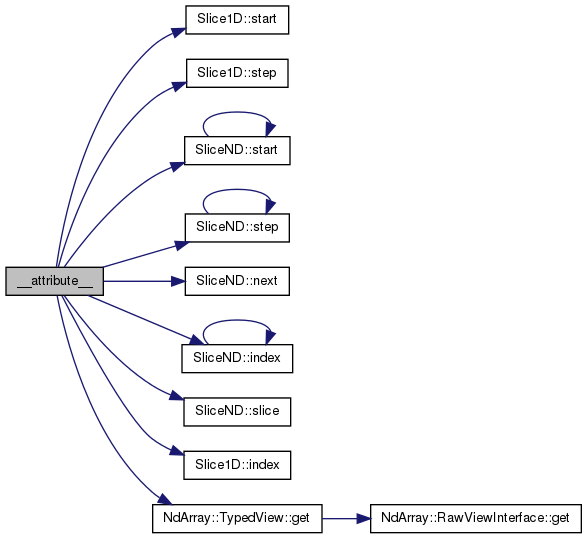 Slice1D::start
Slice1D::step
SliceND::start
SliceND::step
__attribute__
SliceND::next
SliceND::index
SliceND::slice
Slice1D::index
NdArray::TypedView::get
NdArray::RawViewInterface::get